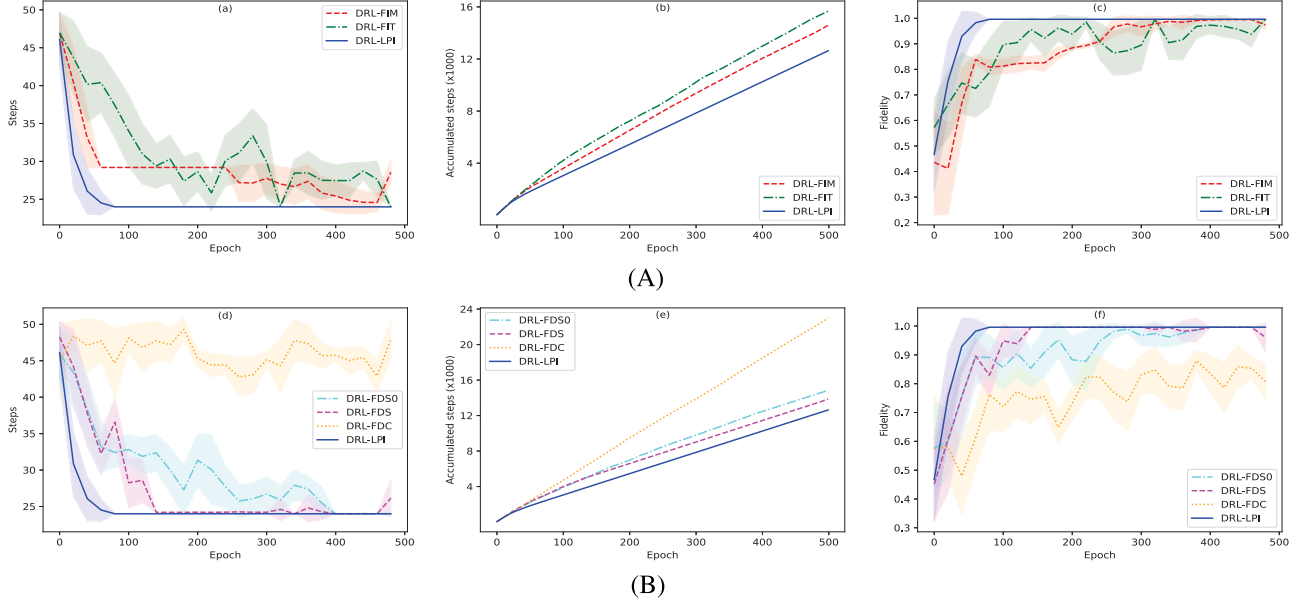 (a)
50
45
40
35
30
25
Steps
0
100
200
300
400
500
Epoch
DRL-FIM
DRL-FIT
DRL-LPI
(b)
16
12
8
4
Accumulated steps (x1000)
0
100
200
300
400
500
Epoch
DRL-FIM
DRL-FIT
DRL-LPI
(c)
1.0
0.9
0.8
0.7
0.6
0.5
0.4
0.3
0.2
Fidelity
0
100
200
300
400
500
Epoch
DRL-FIM
DRL-FIT
DRL-LPI
(A)
(d)
50
45
40
35
30
25
Steps
0
100
200
300
400
500
Epoch
DRL-FDS0
DRL-FDS
DRL-FDC
DRL-LPI
(e)
24
20
16
12
8
4
0
Accumulated steps (x1000)
0
100
200
300
400
500
Epoch
DRL-FDS0
DRL-FDS
DRL-FDC
DRL-LPI
(f)
1.0
0.9
0.8
0.7
0.6
0.5
0.4
0.3
Fidelity
0
100
200
300
400
500
Epoch
DRL-FDS0
DRL-FDS
DRL-FDC
DRL-LPI
(B)